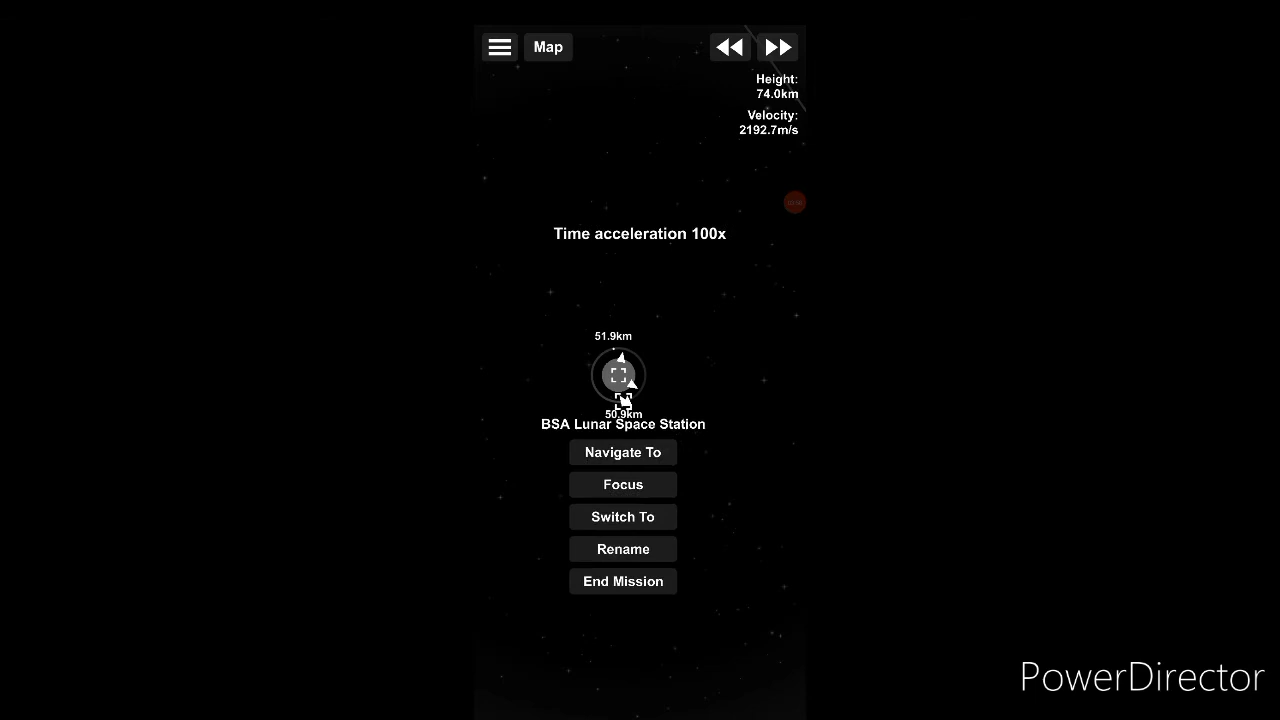 Map
Height:
74.0km
Velocity:
2192.7m/s
Time acceleration 100x
51.9km
50.9km
BSA Lunar Space Station
Navigate To
Focus
Switch To
Rename
End Mission
PowerDirector